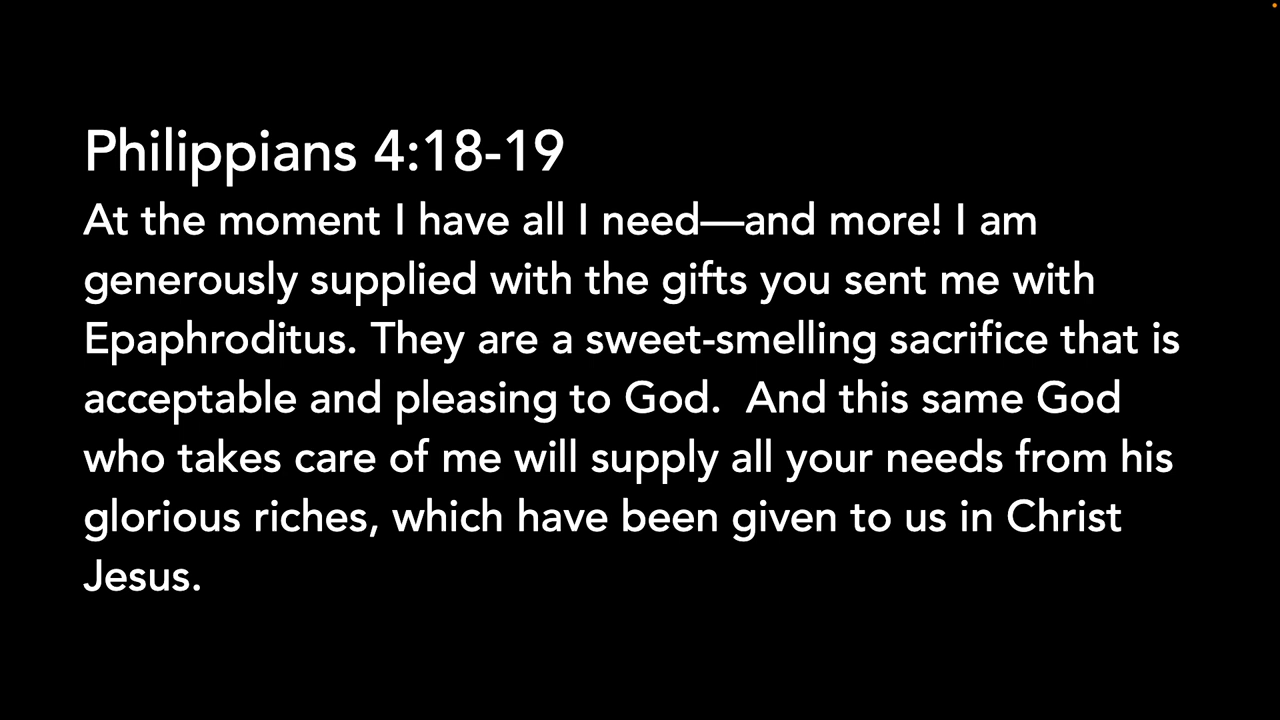 Philippians 4:18-19
At the moment I have all I need—and more! I am
generously supplied with the gifts you sent me with
Epaphroditus. They are a sweet-smelling sacrifice that is
acceptable and pleasing to God.  And this same God
who takes care of me will supply all your needs from his
glorious riches, which have been given to us in Christ
Jesus.